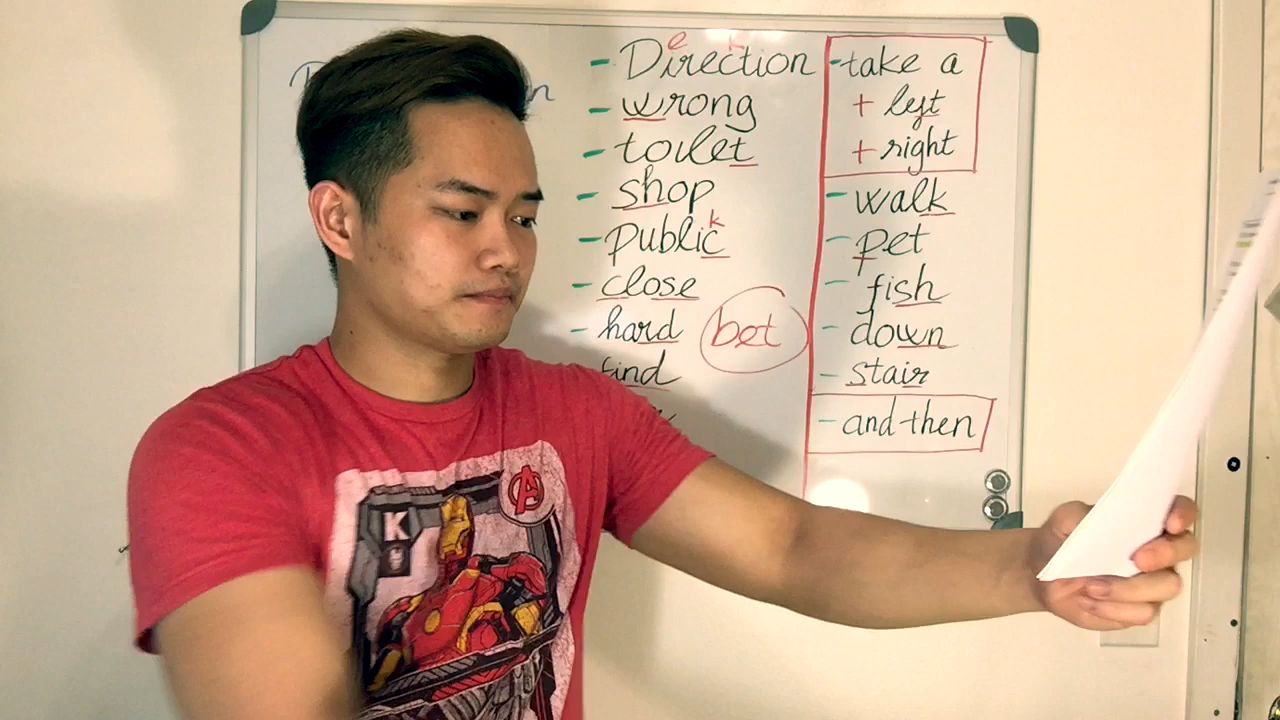 e k
- Direction
- wrong
- toilet
- shop
k
- public
- close
- hard
bet
find
- take a
+ left
+ right
- walk
- pet
- fish
- down
- stair
- and then
K
A